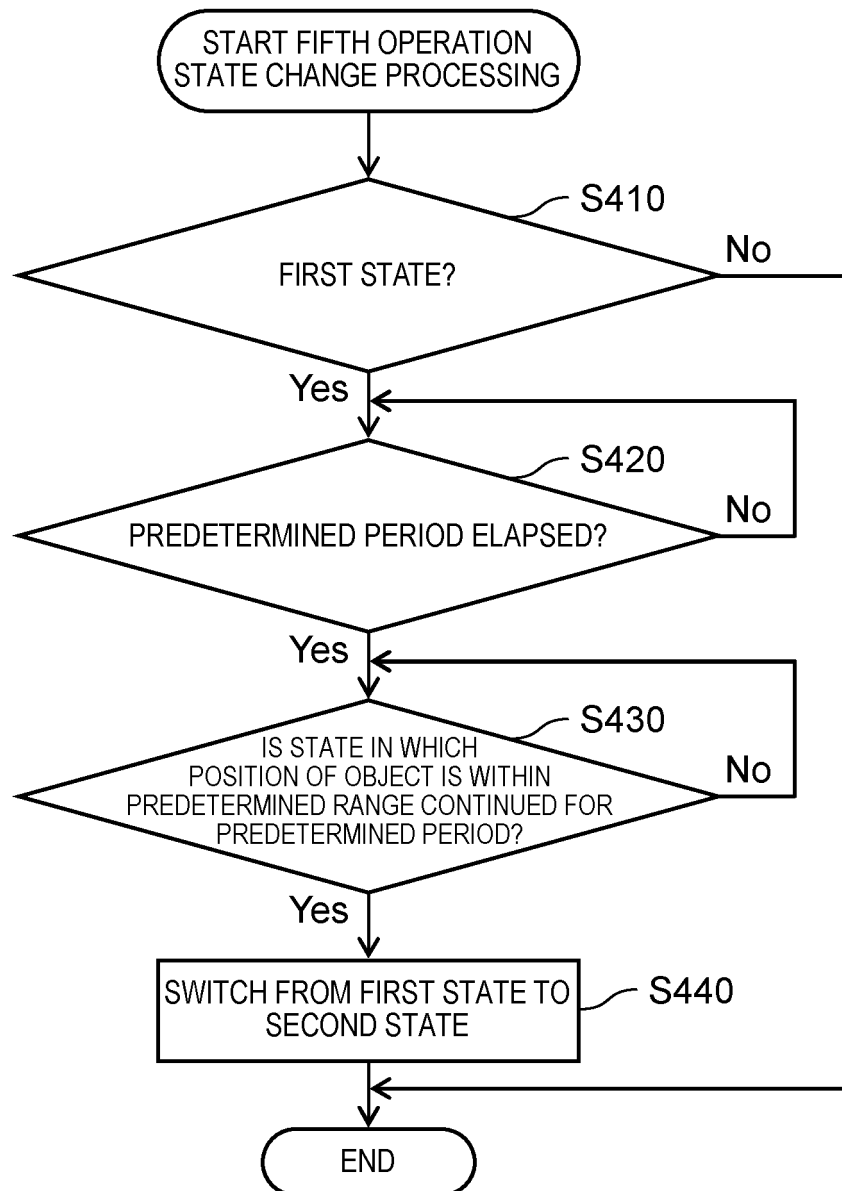 START FIFTH OPERATION
STATE CHANGE PROCESSING
S410
FIRST STATE?
No
Yes
S420
PREDETERMINED PERIOD ELAPSED?
No
Yes
S430
IS STATE IN WHICH
POSITION OF OBJECT IS WITHIN
PREDETERMINED RANGE CONTINUED FOR
PREDETERMINED PERIOD?
No
Yes
SWITCH FROM FIRST STATE TO
SECOND STATE
S440
END